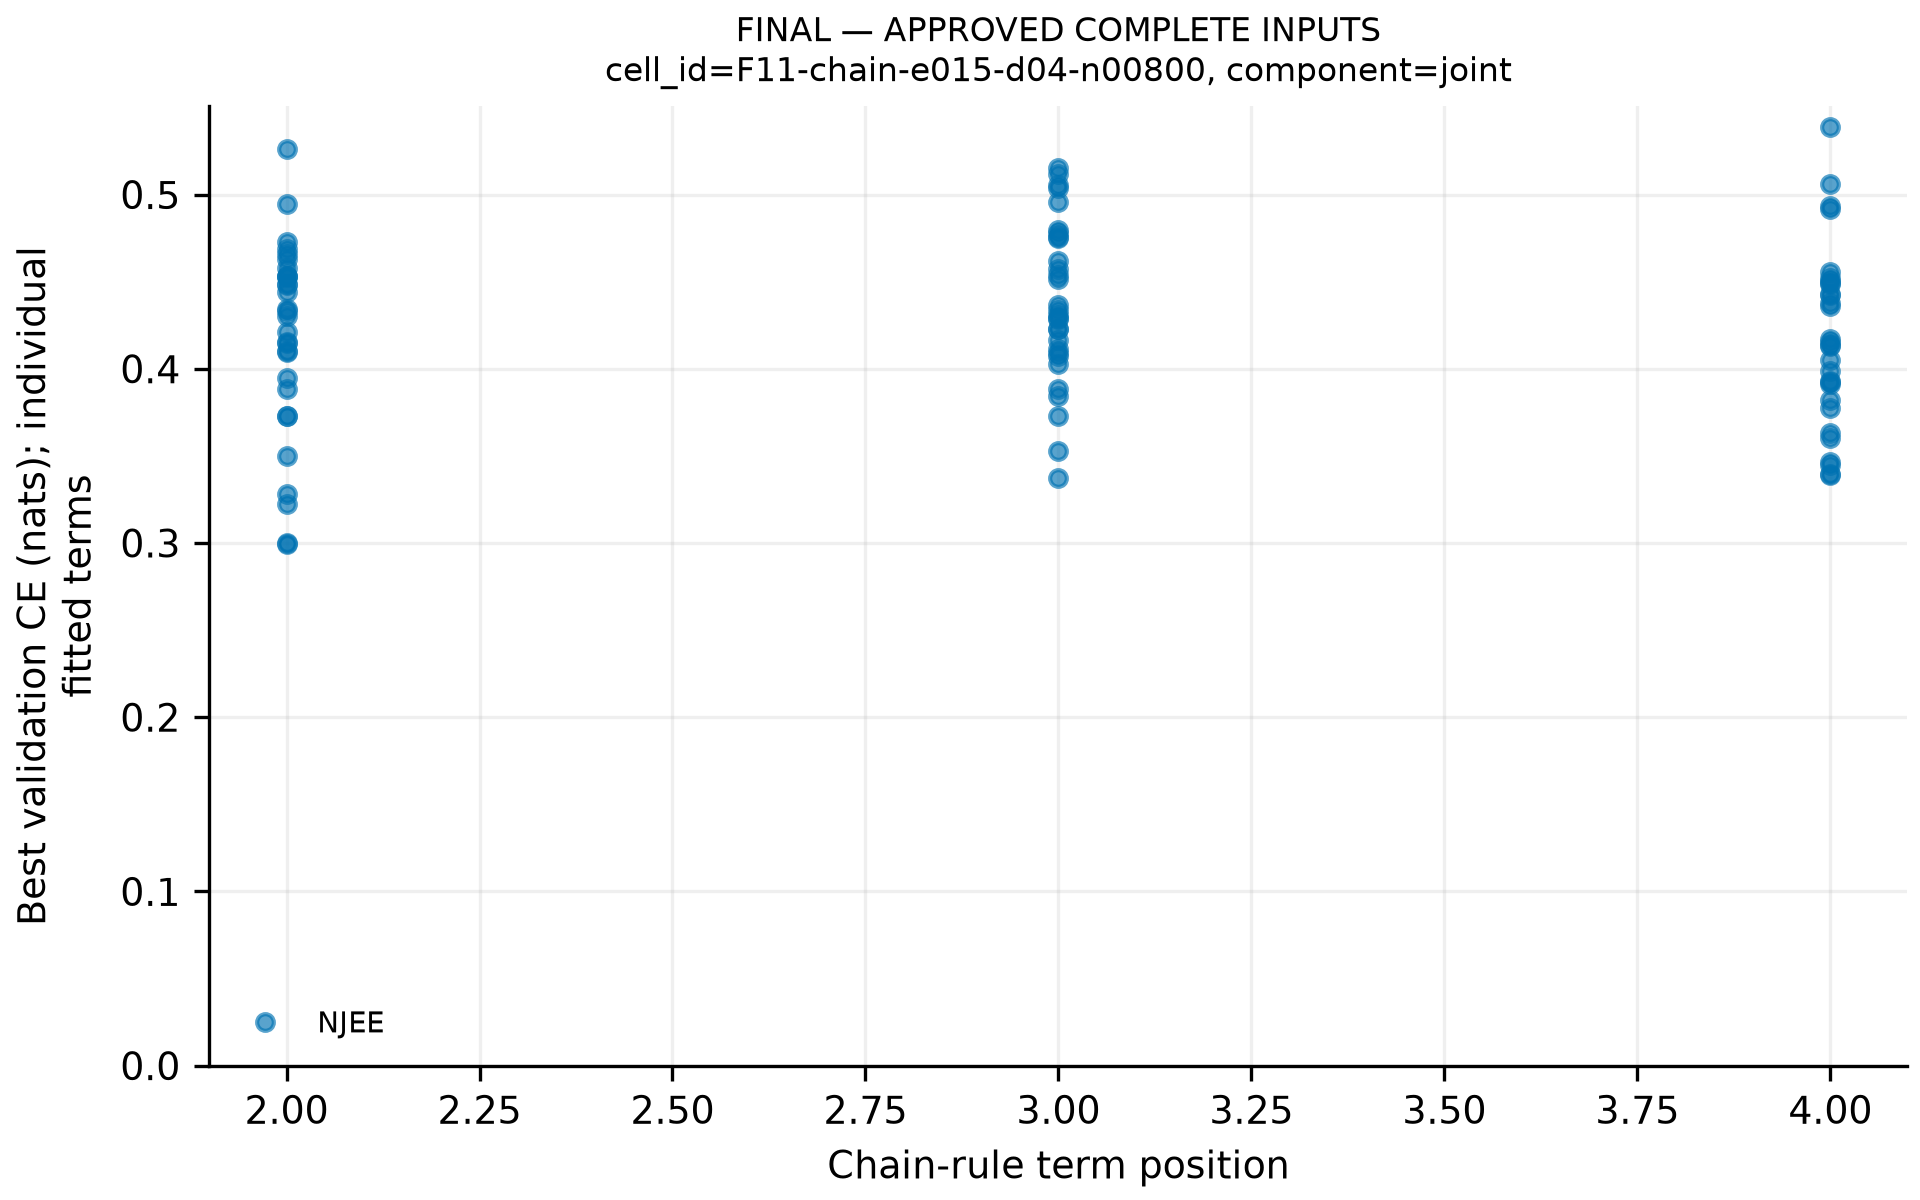 FINAL — APPROVED COMPLETE INPUTS
cell_id=F11-chain-e015-d04-n00800, component=joint
Best validation CE (nats); individual
fitted terms
0.5
0.4
0.3
0.2
0.1
0.0
NJEE
2.00 2.25 2.50 2.75 3.00 3.25 3.50 3.75 4.00
Chain-rule term position